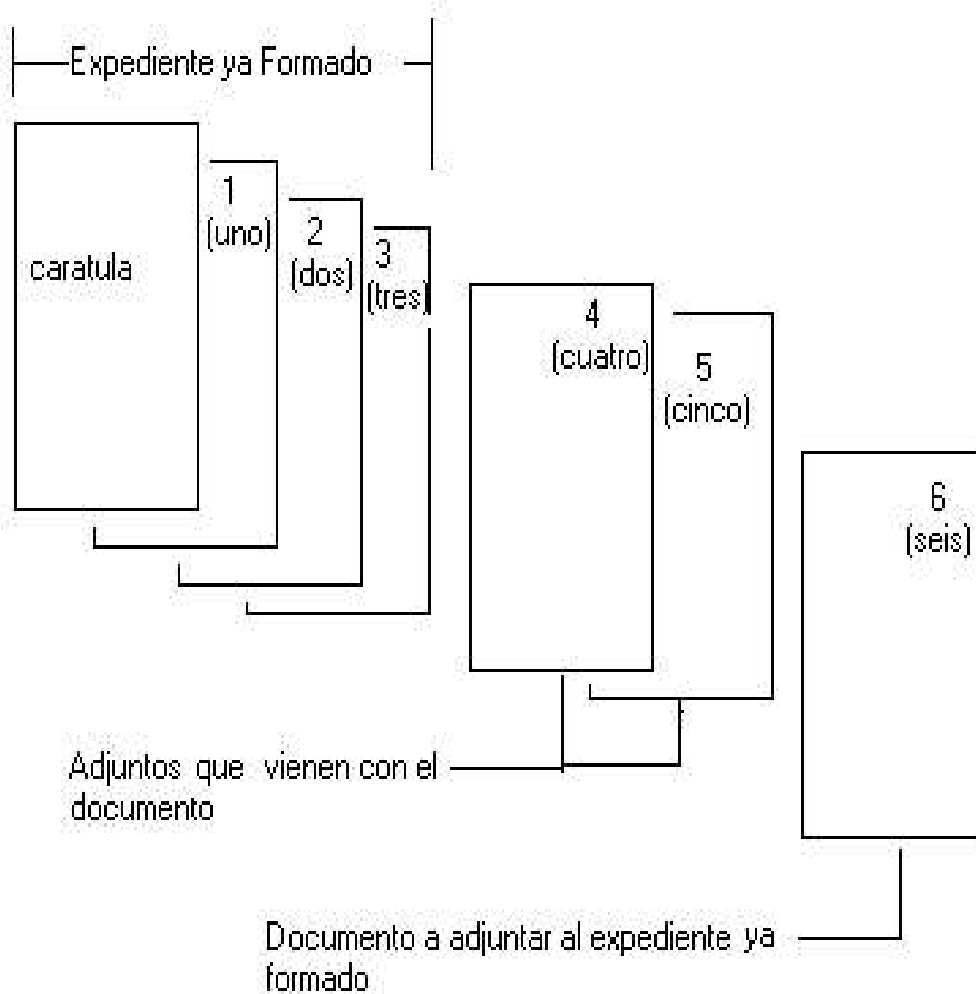 Expediente ya Formado
caratula
1
(uno)
2
(dos)
3
(tres)
4
(cuatro)
5
(cinco)
6
(seis)
Adjuntos que vienen con el
documento
Documento a adjuntar al expediente ya
formado